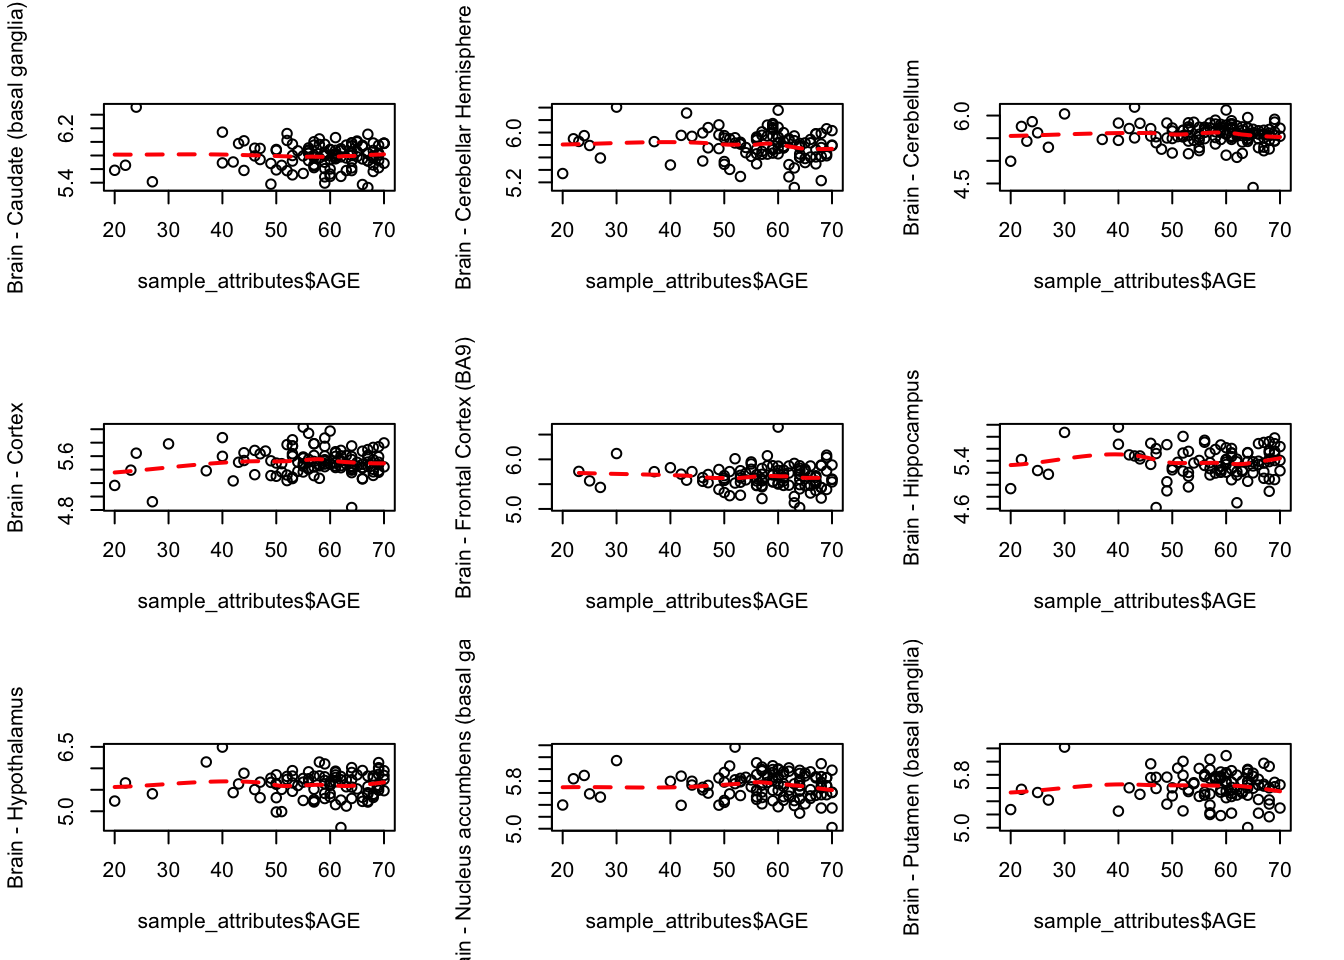 Brain - Caudate (basal ganglia)
6.2
5.4
20 30 40 50 60 70
sample_attributes$AGE
Brain - Cerebellar Hemisphere
6.0
5.2
20 30 40 50 60 70
sample_attributes$AGE
Brain - Cerebellum
6.0
4.5
20 30 40 50 60 70
sample_attributes$AGE
Brain - Cortex
5.6
4.8
20 30 40 50 60 70
sample_attributes$AGE
Brain - Frontal Cortex (BA9)
6.0
5.0
20 30 40 50 60 70
sample_attributes$AGE
Brain - Hippocampus
5.4
4.6
20 30 40 50 60 70
sample_attributes$AGE
Brain - Hypothalamus
6.5
5.0
20 30 40 50 60 70
sample_attributes$AGE
ain - Nucleus accumbens (basal ga
5.8
5.0
20 30 40 50 60 70
sample_attributes$AGE
Brain - Putamen (basal ganglia)
5.8
5.0
20 30 40 50 60 70
sample_attributes$AGE